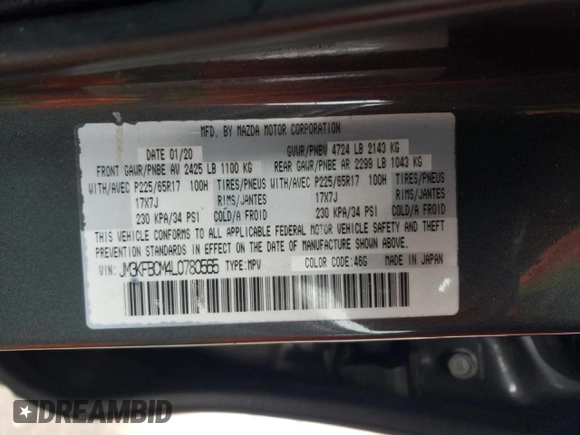 MFD. BY MAZDA MOTOR CORPORATION
DATE 01/20 GVWR/PNBV 4724 LB 2143 KG
FRONT GAWR/PNBE AV 2425 LB 1100 KG REAR GAWR/PNBE AR 2299 LB 1043 KG
WITH/AVEC P225/65R17 100H TIRES/PNEUS WITH/AVEC P225/65R17 100H TIRES/PNEUS
17X7J RIMS/JANTES 17X7J RIMS/JANTES
230 KPA/34 PSI COLD/A FROID 230 KPA/34 PSI COLD/A FROID
THIS VEHICLE CONFORMS TO ALL APPLICABLE FEDERAL MOTOR VEHICLE SAFETY AND THEFT
PREVENTION STANDARDS IN EFFECT ON THE DATE OF MANUFACTURE SHOWN ABOVE.
VIN: JM3KFBCM4L0780565 TYPE: MPV COLOR CODE: 46G MADE IN JAPAN
DREAMBID